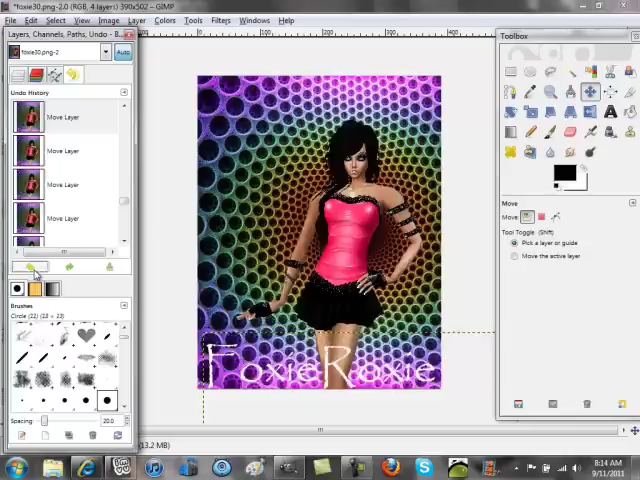 *foxie30.png-2.0 (RGB, 4 layers) 390x502 – GIMP
File Edit Select View Image Layer Colors Tools Filters Windows Help
Layers, Channels, Paths, Undo - B...
foxie30.png-2
Auto
Undo History
Move Layer
Move Layer
Move Layer
Move Layer
Brushes
Circle (11) (13 × 13)
Spacing: 20.0
FoxieRoxie
(13.2 MB)
Toolbox
Move
Move:
Tool Toggle (Shift)
Pick a layer or guide
Move the active layer
8:14 AM
9/11/2011